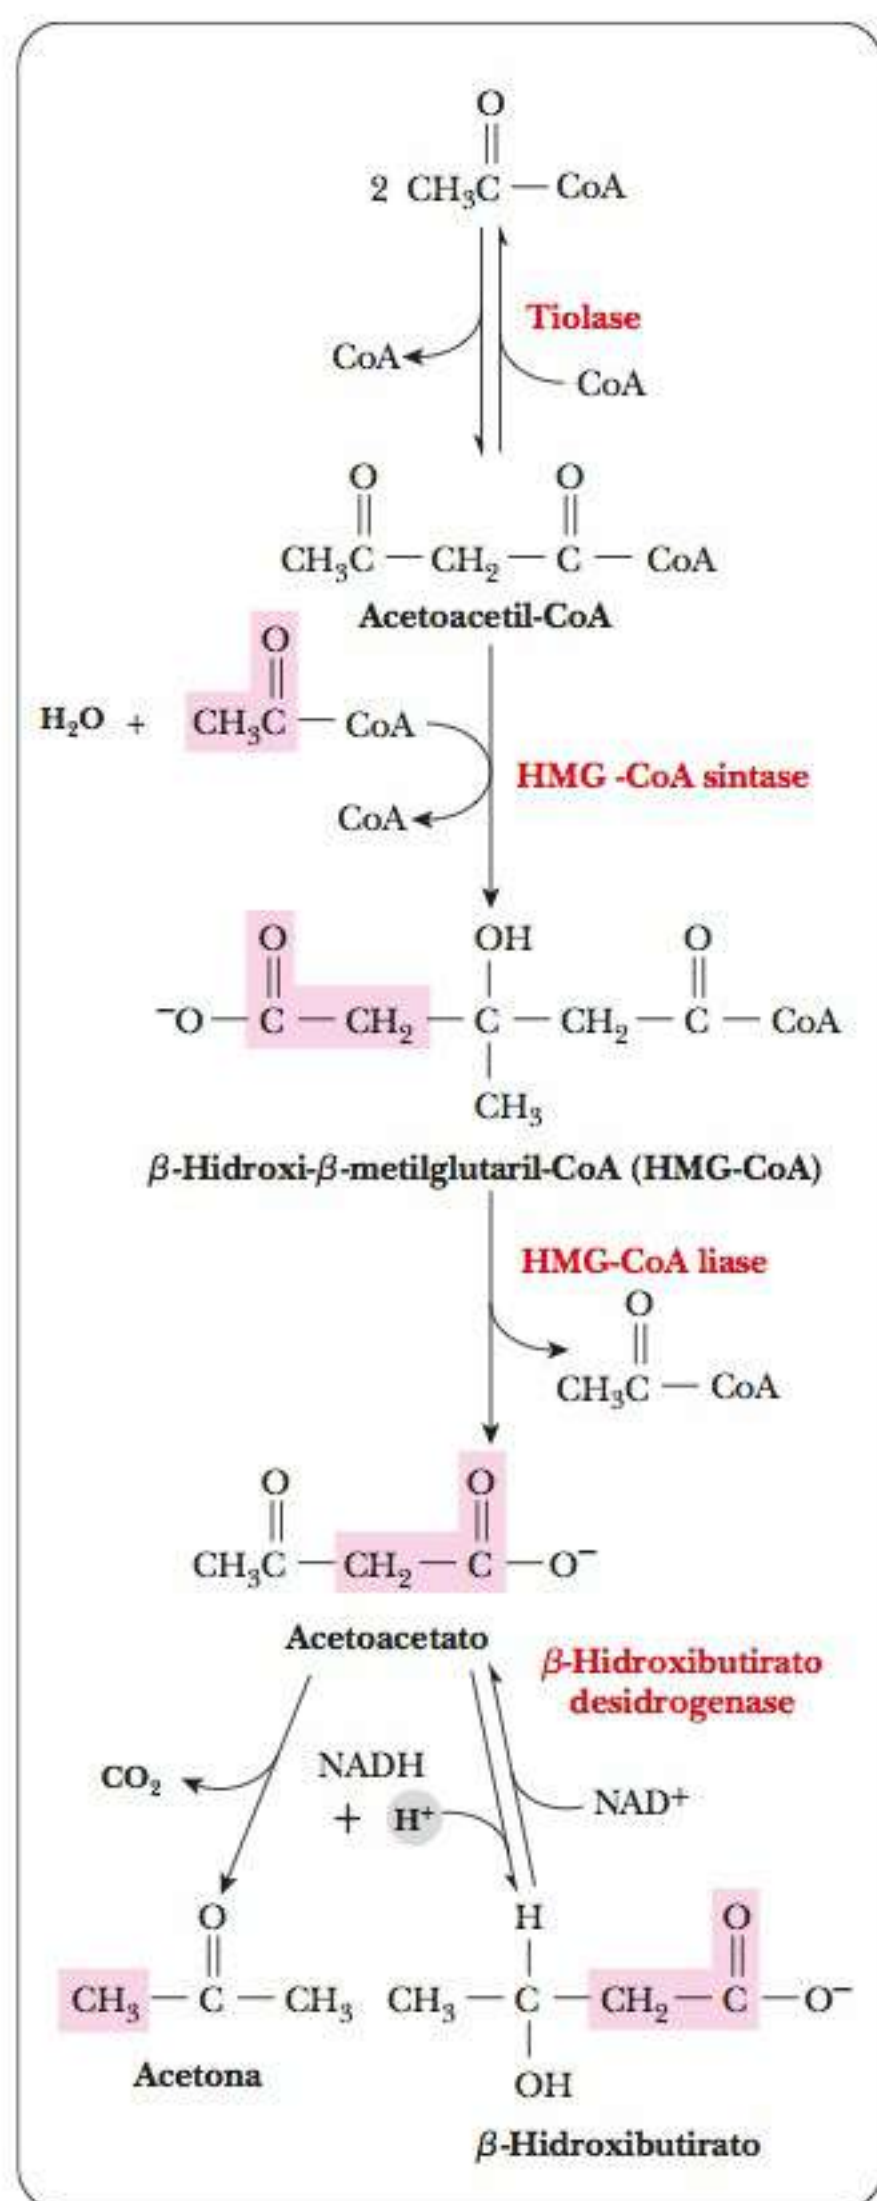 O
2 CH₃C — CoA
Tiolase
CoA
CoA
O O
CH₃C — CH₂ — C — CoA
Acetoacetil-CoA
O
H₂O + CH₃C — CoA
HMG -CoA sintase
CoA
O OH O
⁻O — C — CH₂ — C — CH₂ — C — CoA
CH₃
β-Hidroxi-β-metilglutaril-CoA (HMG-CoA)
HMG-CoA liase
O
CH₃C — CoA
O O
CH₃C — CH₂ — C — O⁻
Acetoacetato
β-Hidroxibutirato
desidrogenase
CO₂
NADH
+ H⁺
NAD⁺
O H O
CH₃ — C — CH₃ CH₃ — C — CH₂ — C — O⁻
Acetona
OH
β-Hidroxibutirato